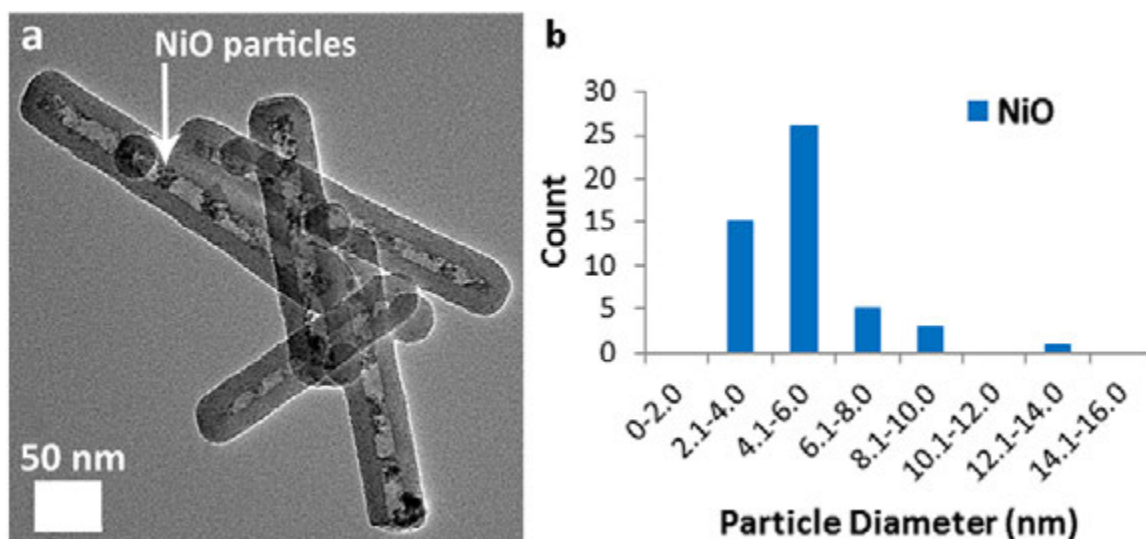 a
NiO particles
50 nm
b
NiO
Count
30
25
20
15
10
5
0
0-2.0
2.1-4.0
4.1-6.0
6.1-8.0
8.1-10.0
10.1-12.0
12.1-14.0
14.1-16.0
Particle Diameter (nm)